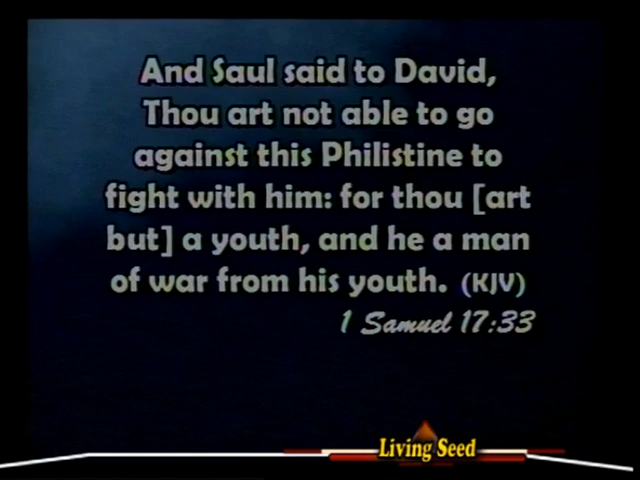 And Saul said to David,
Thou art not able to go
against this Philistine to
fight with him: for thou [art
but] a youth, and he a man
of war from his youth. (KJV)
1 Samuel 17:33
Living Seed